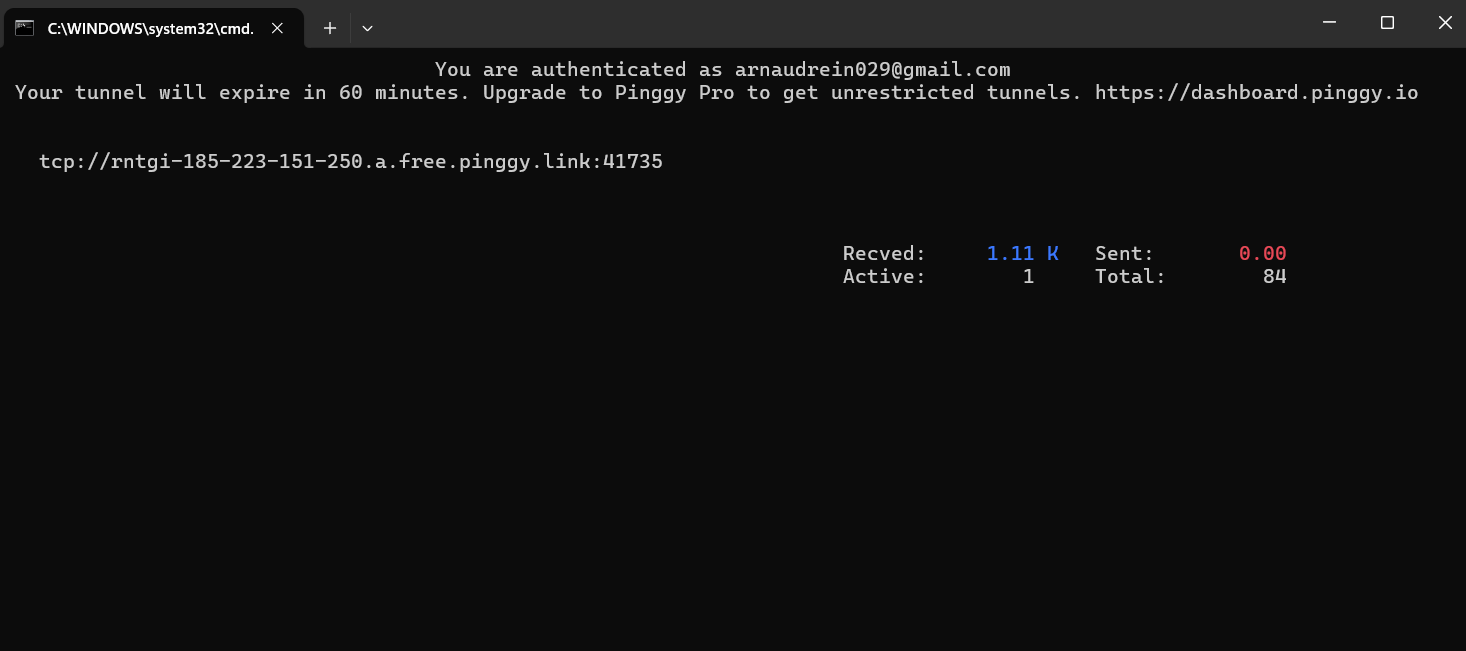 C:\WINDOWS\system32\cmd.
You are authenticated as arnaudrein029@gmail.com
Your tunnel will expire in 60 minutes. Upgrade to Pinggy Pro to get unrestricted tunnels. https://dashboard.pinggy.io
tcp://rntgi-185-223-151-250.a.free.pinggy.link:41735
Recved: 1.11 K Sent: 0.00
Active: 1 Total: 84